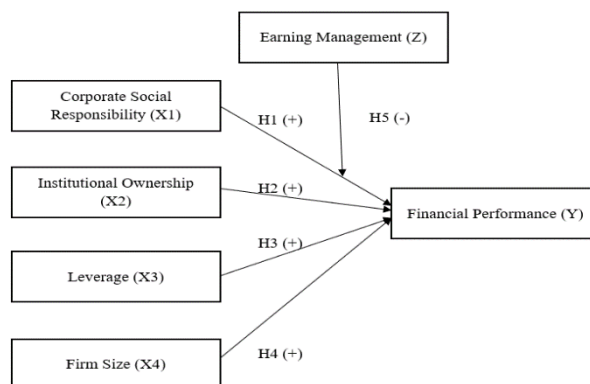 Earning Management (Z)
Corporate Social
Responsibility (X1)
H1 (+)
H5 (-)
Institutional Ownership
(X2)
H2 (+)
Financial Performance (Y)
H3 (+)
Leverage (X3)
H4 (+)
Firm Size (X4)